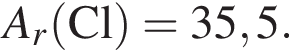 A_r(Cl) = 35,5.